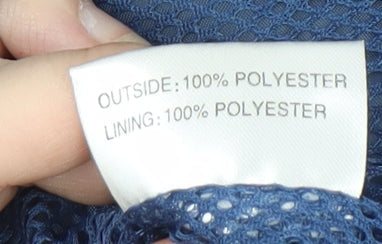 OUTSIDE:100% POLYESTER
LINING:100% POLYESTER